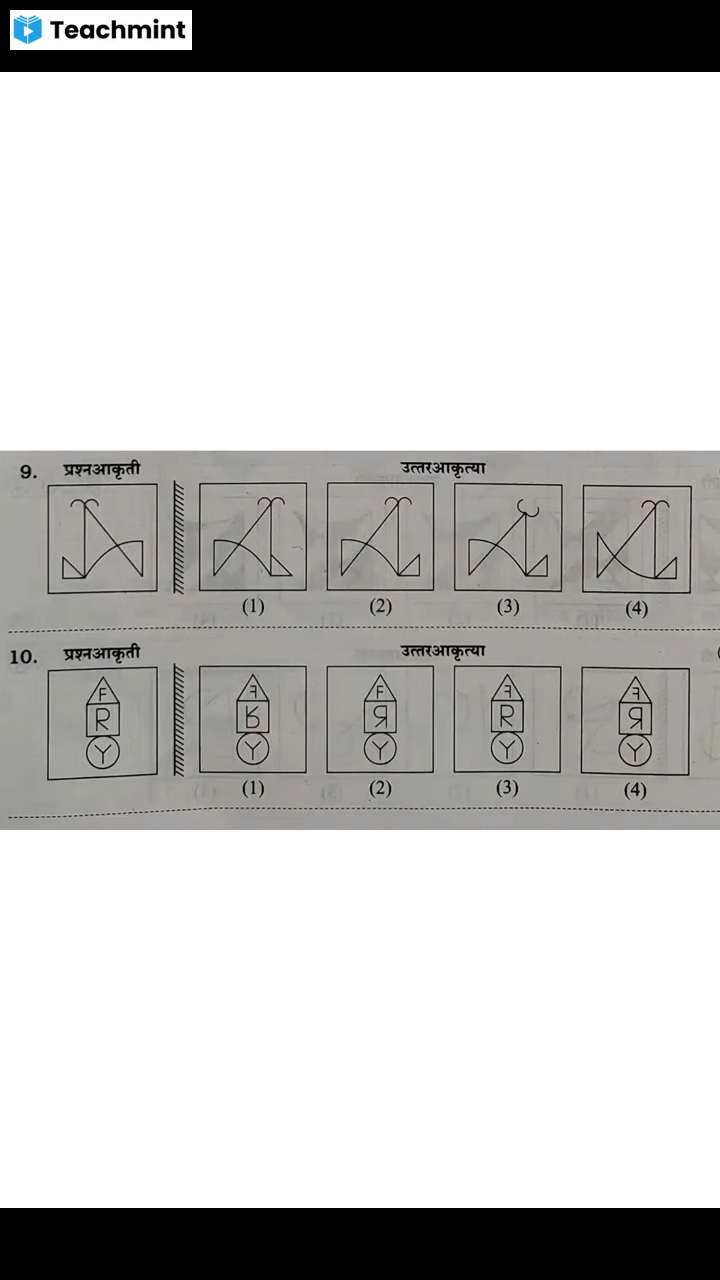 Teachmint
9. प्रश्नआकृती उत्तरआकृत्या
(1) (2) (3) (4)
10. प्रश्नआकृती उत्तरआकृत्या
F F F F F
R R R R R
Y Y Y Y Y
(1) (2) (3) (4)